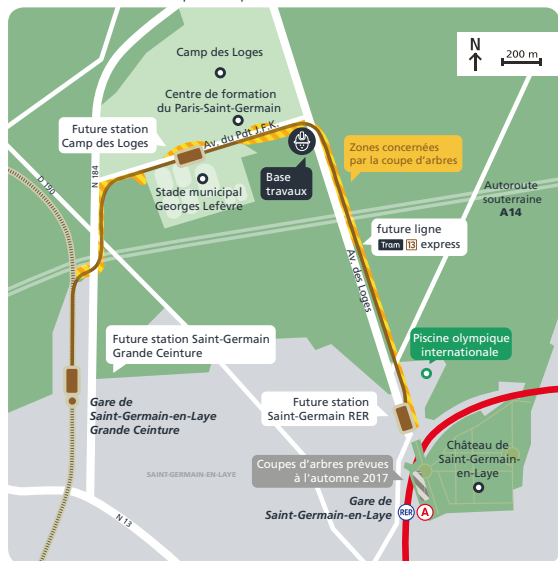 Camp des Loges
N
200 m
Centre de formation
du Paris-Saint-Germain
Future station
Camp des Loges
Av. du Pdt J.F.K.
Zones concernées
par la coupe d'arbres
Base
travaux
N 184
D 190
Stade municipal
Georges Lefèvre
Autoroute
souterraine
A14
future ligne
Tram 13 express
Av. des Loges
Future station Saint-Germain
Grande Ceinture
Piscine olympique
internationale
Gare de
Saint-Germain-en-Laye
Grande Ceinture
Future station
Saint-Germain RER
Château de
Saint-Germain-
en-Laye
Coupes d'arbres prévues
à l'automne 2017
SAINT-GERMAIN-EN-LAYE
Gare de
Saint-Germain-en-Laye
RER A
N 13